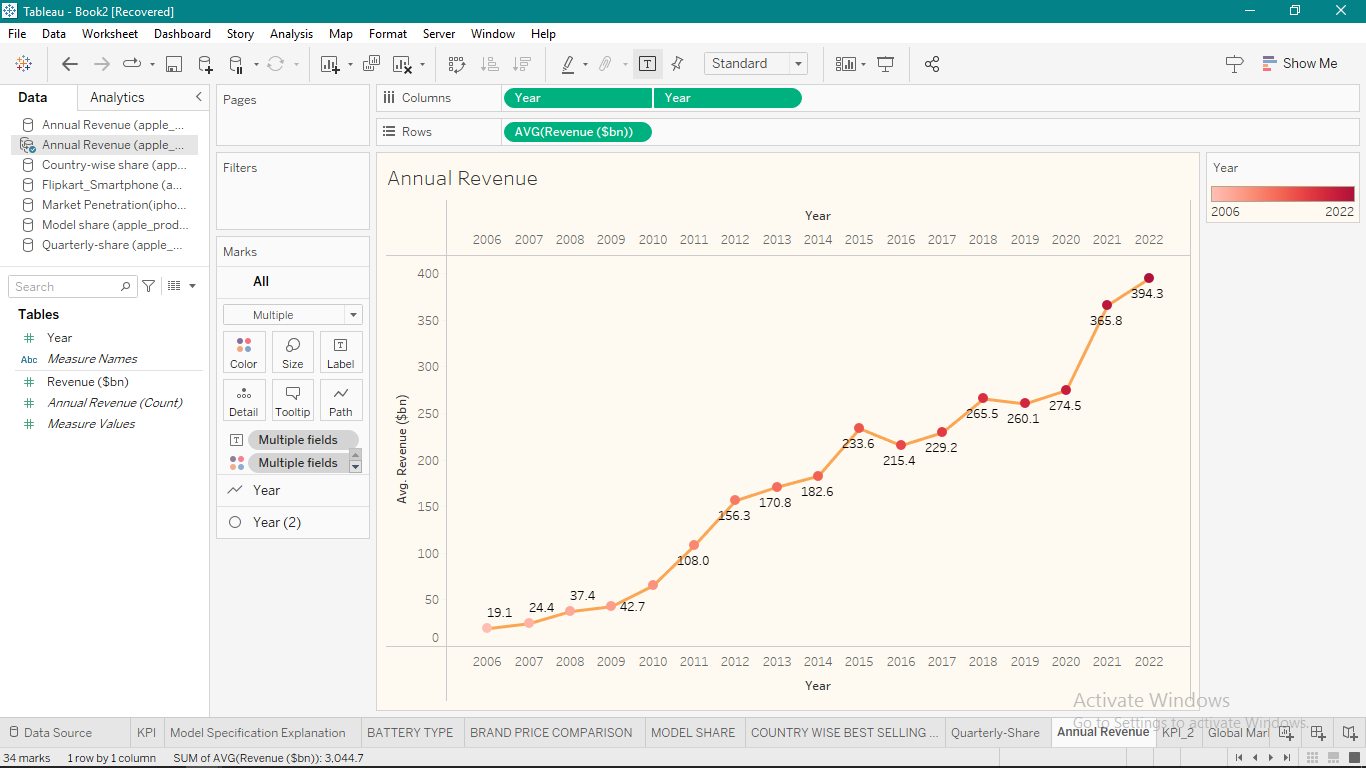 Tableau - Book2 [Recovered]
File Data Worksheet Dashboard Story Analysis Map Format Server Window Help
Standard
Show Me
Data Analytics
Annual Revenue (apple_...
Annual Revenue (apple_...
Country-wise share (app...
Flipkart_Smartphone (a...
Market Penetration(ipho...
Model share (apple_prod...
Quarterly-share (apple_...
Search
Tables
Year
Abc Measure Names
Revenue ($bn)
Annual Revenue (Count)
Measure Values
Pages
Filters
Marks
All
Multiple
Color Size Label
Detail Tooltip Path
Multiple fields
Multiple fields
Year
Year (2)
Columns Year Year
Rows AVG(Revenue ($bn))
Annual Revenue
Year
2006 2007 2008 2009 2010 2011 2012 2013 2014 2015 2016 2017 2018 2019 2020 2021 2022
400
350
300
250
200
150
100
50
0
Avg. Revenue ($bn)
19.1
24.4
37.4
42.7
108.0
156.3
170.8
182.6
233.6
215.4
229.2
265.5
260.1
274.5
365.8
394.3
2006 2007 2008 2009 2010 2011 2012 2013 2014 2015 2016 2017 2018 2019 2020 2021 2022
Year
Year
2006 2022
Activate Windows
Go to Settings to activate Windows.
Data Source KPI Model Specification Explanation BATTERY TYPE BRAND PRICE COMPARISON MODEL SHARE COUNTRY WISE BEST SELLING ... Quarterly-Share Annual Revenue KPI_2 Global Mar
34 marks 1 row by 1 column SUM of AVG(Revenue ($bn)): 3,044.7